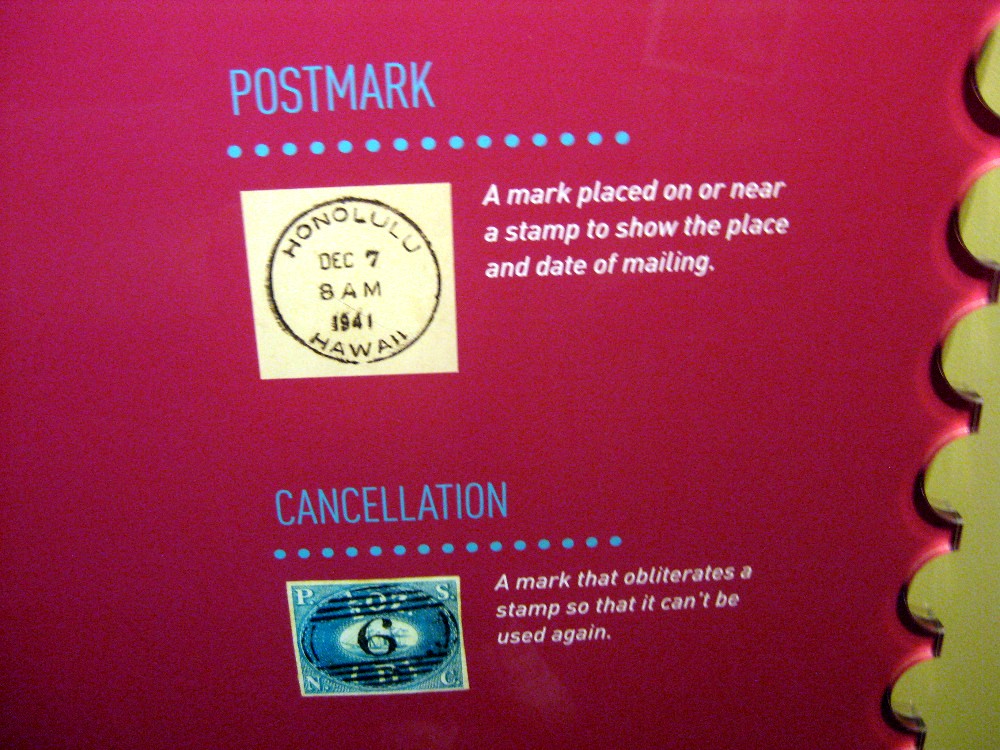 POSTMARK
HONOLULU
DEC 7
8 AM
1941
HAWAII
A mark placed on or near
a stamp to show the place
and date of mailing.
CANCELLATION
P. S.
6
N C.
A mark that obliterates a
stamp so that it can't be
used again.